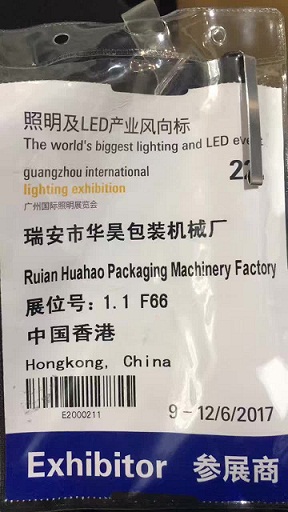 照明及LED产业风向标
The world's biggest lighting and LED
guangzhou international
lighting exhibition
广州国际照明展览会
瑞安市华昊包装机械厂
Ruian Huahao Packaging Machinery Factory
展位号: 1.1 F66
中国香港
Hongkong, China
E2000211
9-12/6/2017
Exhibitor 参展商